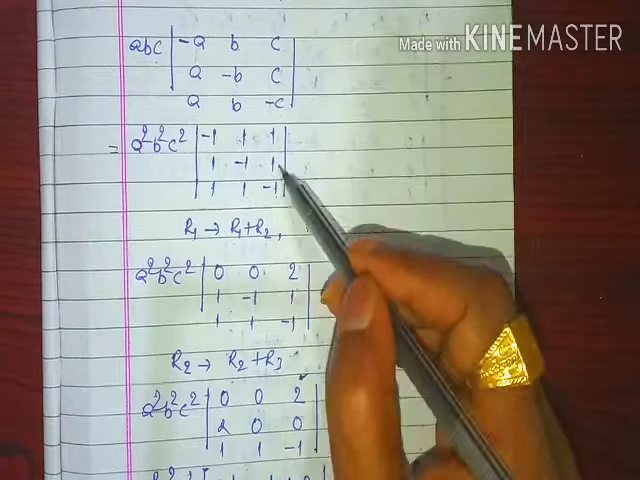 Made with KINEMASTER
abc | -a b c |
| a -b c |
| a b -c |
= a²b²c² | -1 1 1 |
| 1 -1 1 |
| 1 1 -1 |
R₁ → R₁+R₂,
a²b²c² | 0 0 2 |
| 1 -1 1 |
| 1 1 -1 |
R₂ → R₂+R₃
a²b²c² | 0 0 2 |
| 2 0 0 |
| 1 1 -1 |